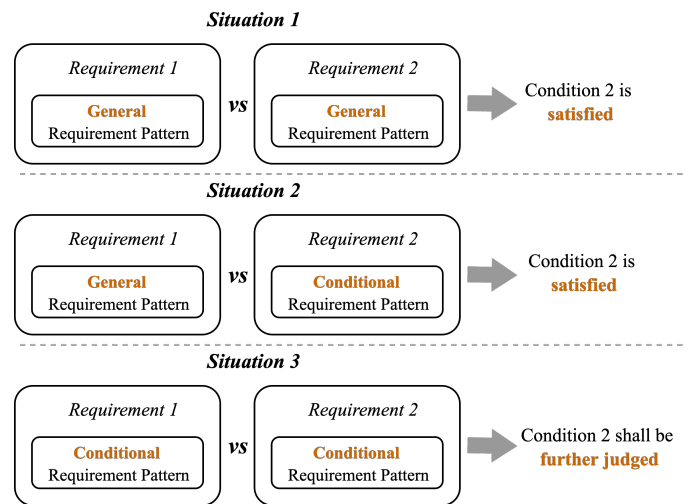 Situation 1
Requirement 1
Requirement 2
General
Requirement Pattern
vs
General
Requirement Pattern
Condition 2 is
satisfied
Situation 2
Requirement 1
Requirement 2
General
Requirement Pattern
vs
Conditional
Requirement Pattern
Condition 2 is
satisfied
Situation 3
Requirement 1
Requirement 2
Conditional
Requirement Pattern
vs
Conditional
Requirement Pattern
Condition 2 shall be
further judged